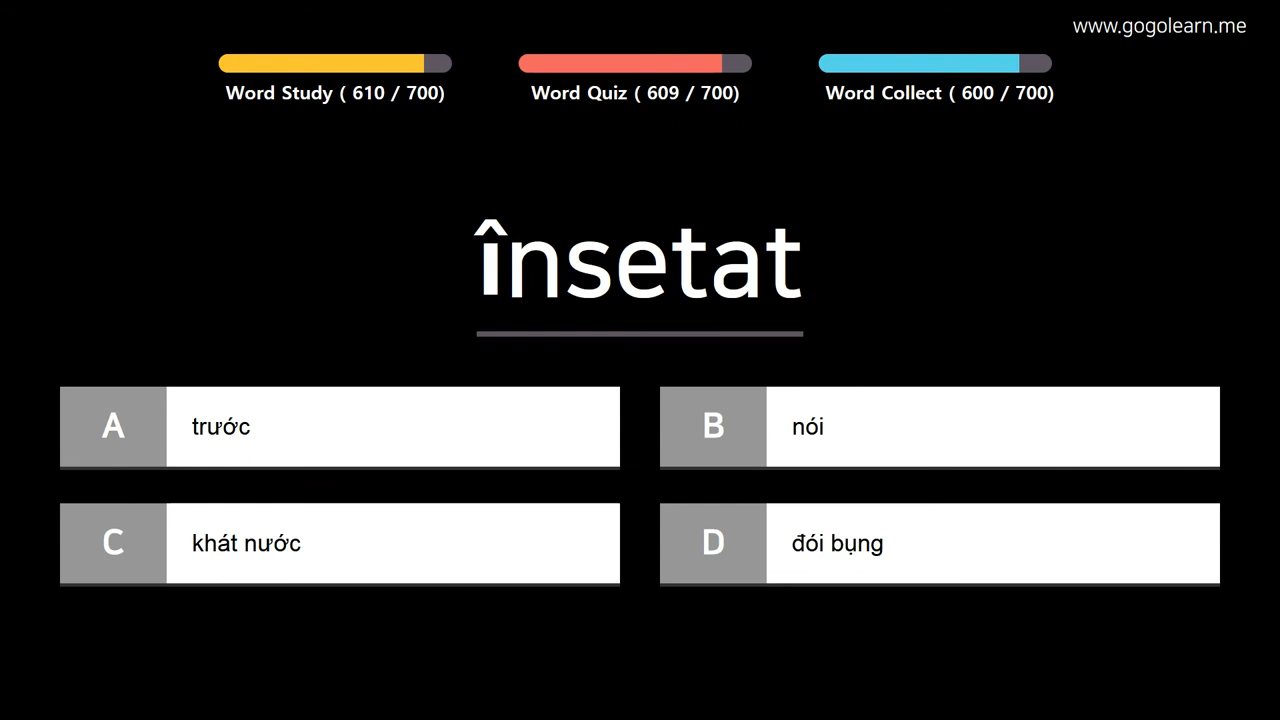 www.gogolearn.me
Word Study ( 610 / 700)
Word Quiz ( 609 / 700)
Word Collect ( 600 / 700)
însetat
A
trước
B
nói
C
khát nước
D
đói bụng